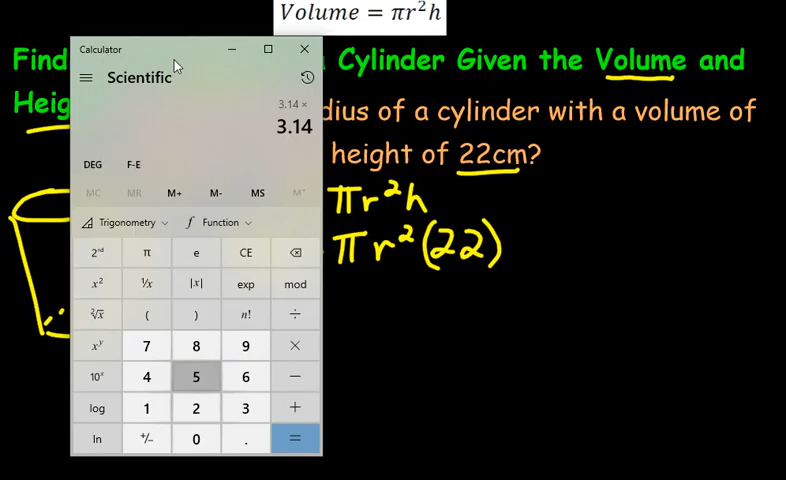 Volume = πr²h
Find Cylinder Given the Volume and
Heig dius of a cylinder with a volume of
height of 22cm?
πr²h
πr²(22)
Calculator
Scientific
3.14 ×
3.14
DEG F-E
MC MR M+ M- MS M˅
Trigonometry f Function
2ⁿᵈ π e CE
x² ¹/x |x| exp mod
²√x ( ) n! ÷
xʸ 7 8 9 ×
10ˣ 4 5 6 −
log 1 2 3 +
ln +/− 0 . =